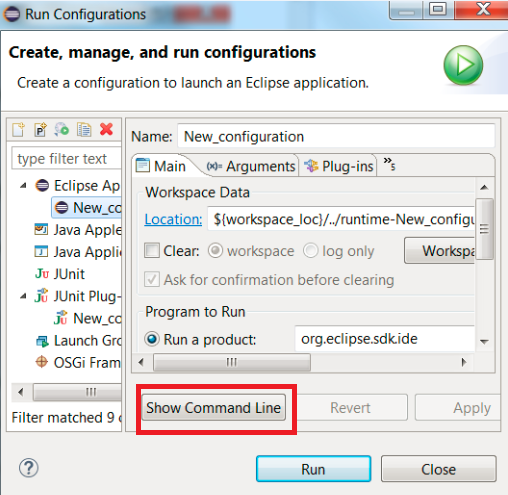 Run Configurations
Create, manage, and run configurations
Create a configuration to launch an Eclipse application.
type filter text
Eclipse Ap
New_co
Java Apple
Java Appli
JUnit
JUnit Plug-
New_co
Launch Gro
OSGi Fram
Filter matched 9 o
Name: New_configuration
Main (x)= Arguments Plug-ins »5
Workspace Data
Location: ${workspace_loc}/../runtime-New_configu
Clear: workspace log only Workspa
Ask for confirmation before clearing
Program to Run
Run a product: org.eclipse.sdk.ide
Show Command Line Revert Apply
? Run Close